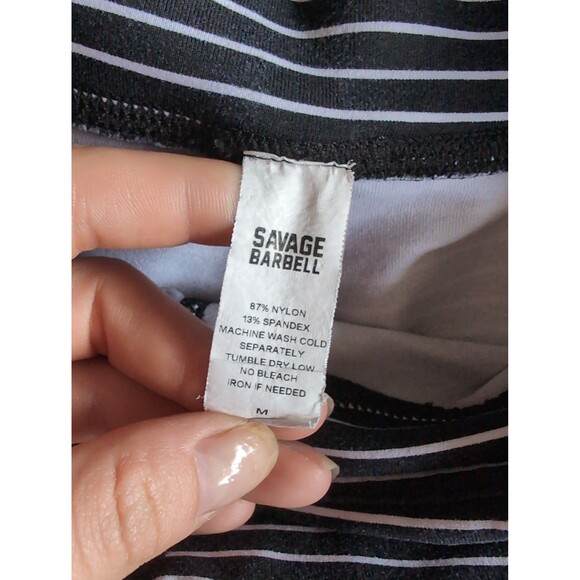 SAVAGE
BARBELL
87% NYLON
13% SPANDEX
MACHINE WASH COLD
SEPARATELY
TUMBLE DRY LOW
NO BLEACH
IRON IF NEEDED
M